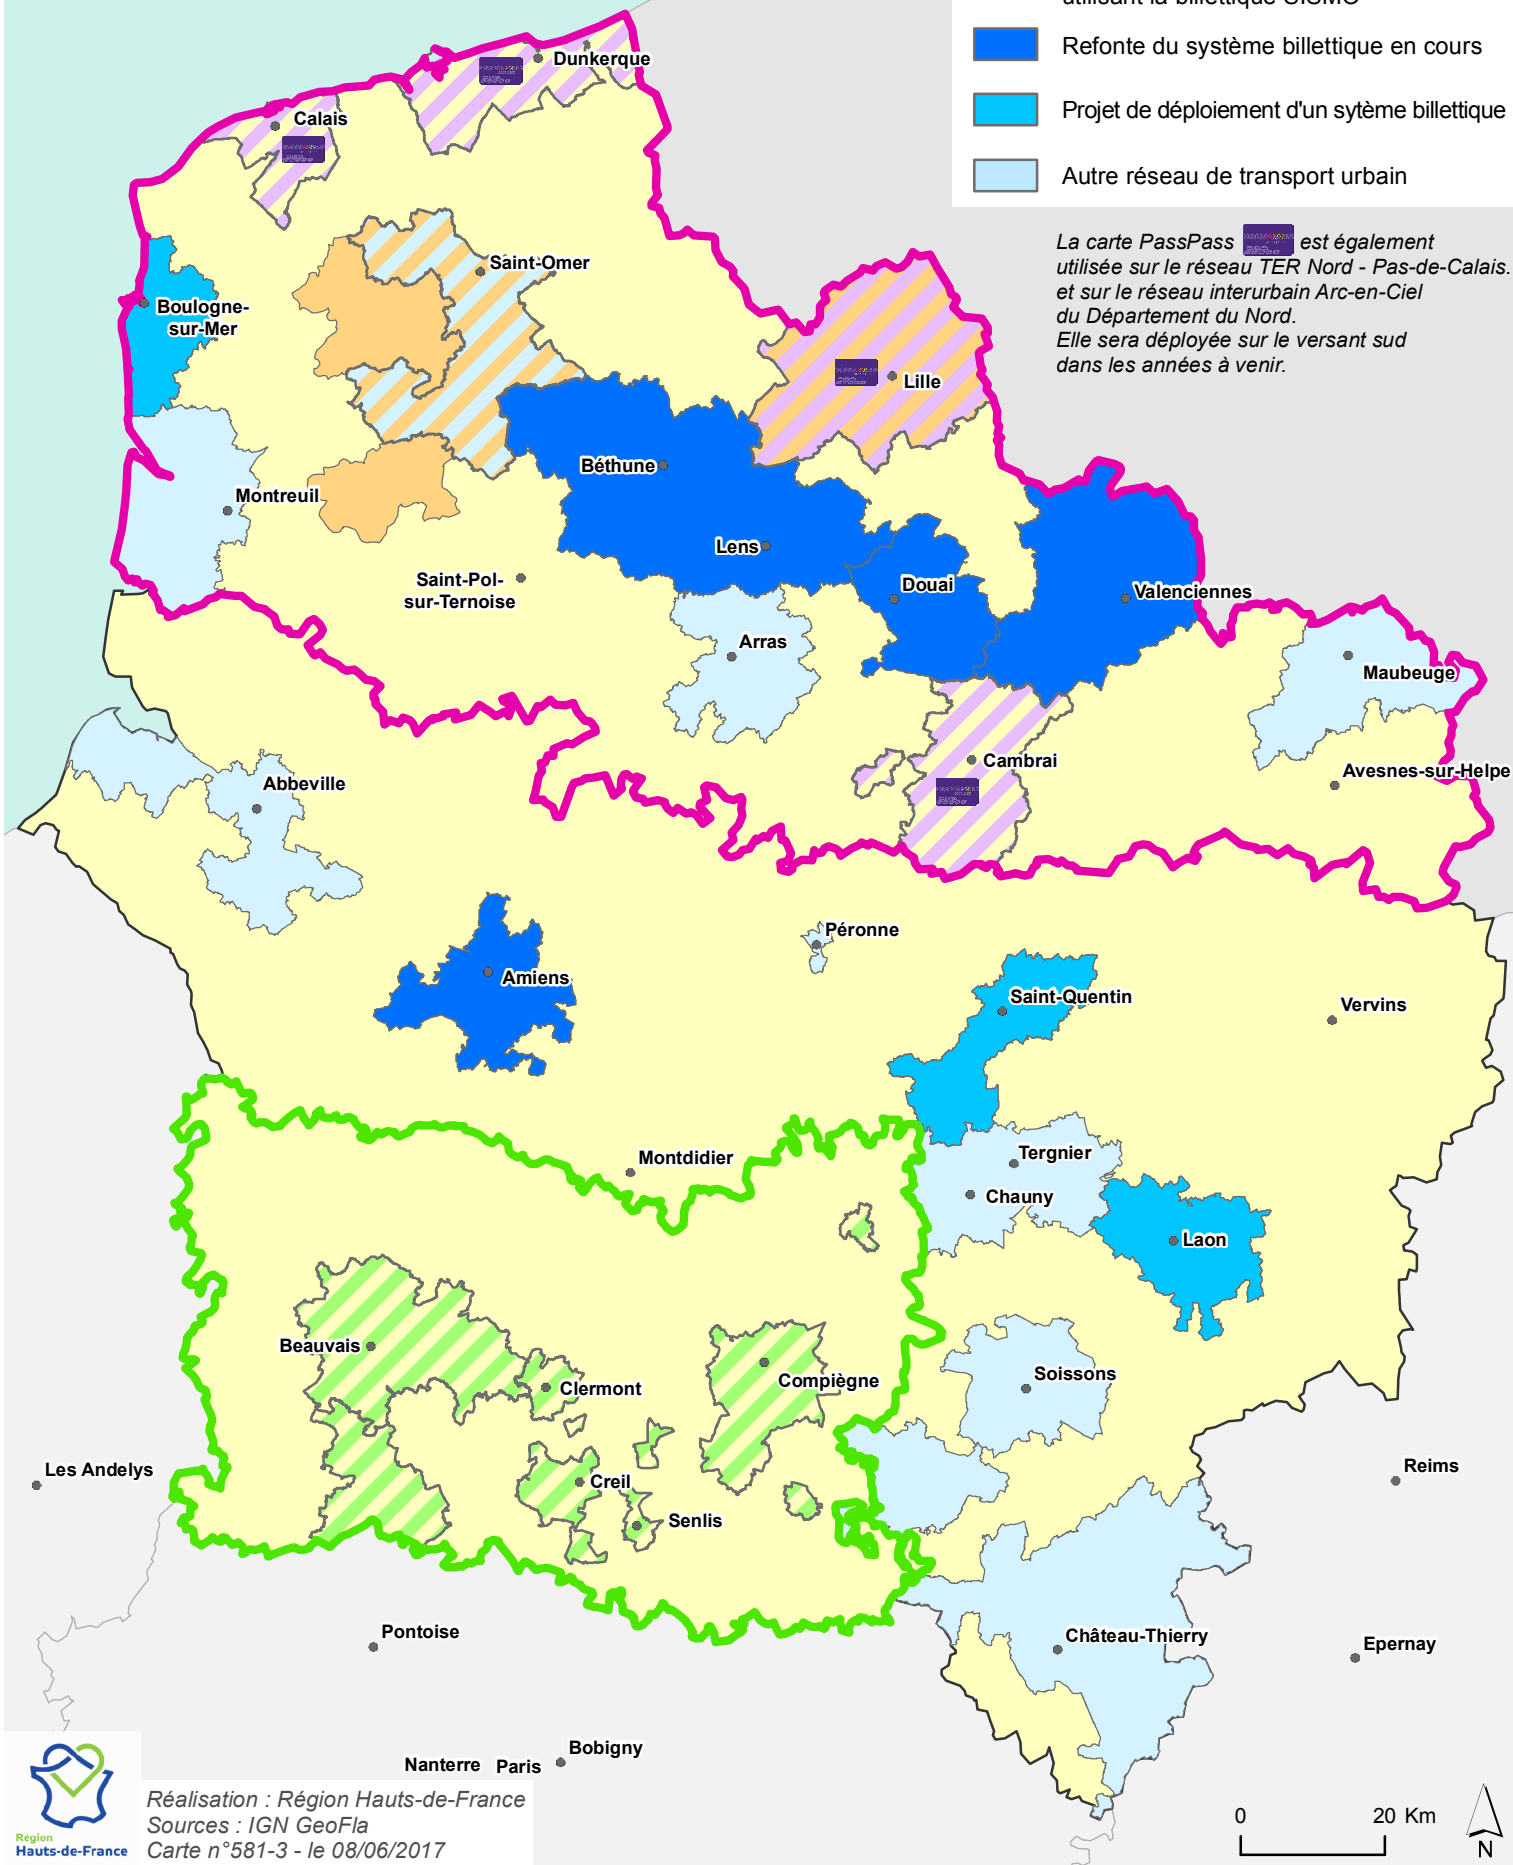 utilisant la billettique SISMO
Refonte du système billettique en cours
Projet de déploiement d'un sytème billettique
Autre réseau de transport urbain
La carte PassPass est également
utilisée sur le réseau TER Nord - Pas-de-Calais.
et sur le réseau interurbain Arc-en-Ciel
du Département du Nord.
Elle sera déployée sur le versant sud
dans les années à venir.
Dunkerque
Calais
Saint-Omer
Boulogne-
sur-Mer
Lille
Béthune
Montreuil
Lens
Douai
Saint-Pol-
sur-Ternoise
Valenciennes
Arras
Maubeuge
Cambrai
Avesnes-sur-Helpe
Abbeville
Péronne
Amiens
Saint-Quentin
Vervins
Montdidier
Tergnier
Chauny
Laon
Beauvais
Clermont
Compiègne
Soissons
Les Andelys
Creil
Reims
Senlis
Pontoise
Château-Thierry
Epernay
Bobigny
Nanterre
Paris
Région
Hauts-de-France
Réalisation : Région Hauts-de-France
Sources : IGN GeoFla
Carte n°581-3 - le 08/06/2017
0 20 Km
N